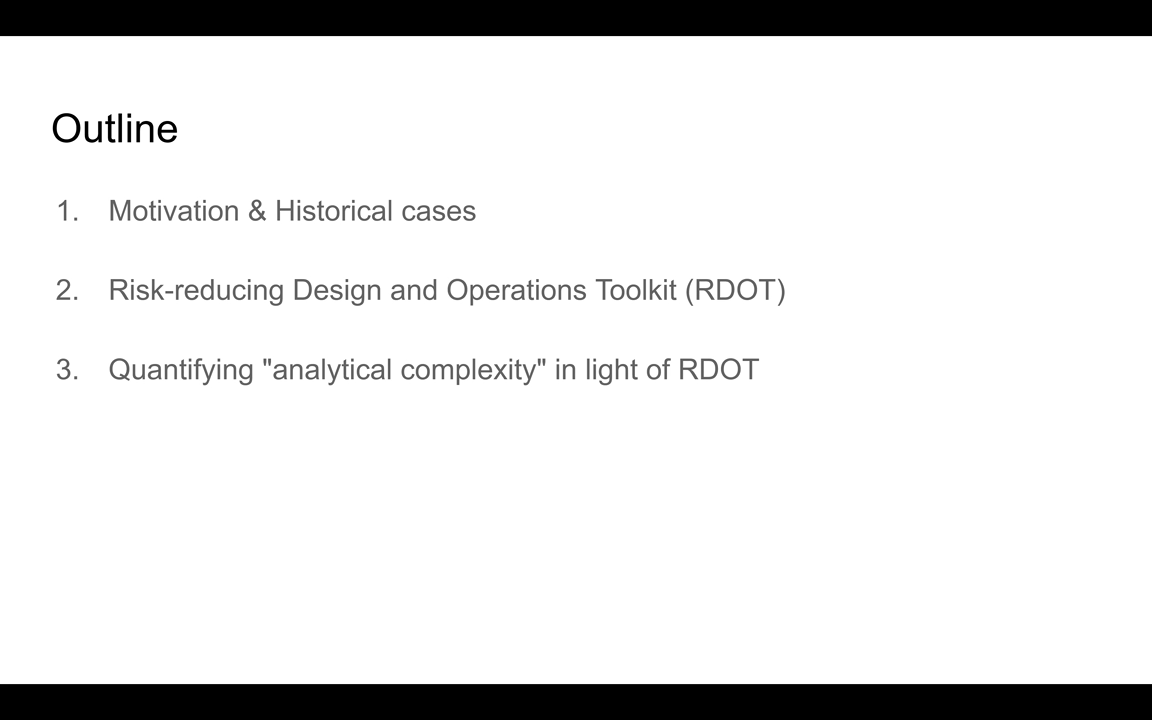 Outline
1. Motivation & Historical cases
2. Risk-reducing Design and Operations Toolkit (RDOT)
3. Quantifying "analytical complexity" in light of RDOT